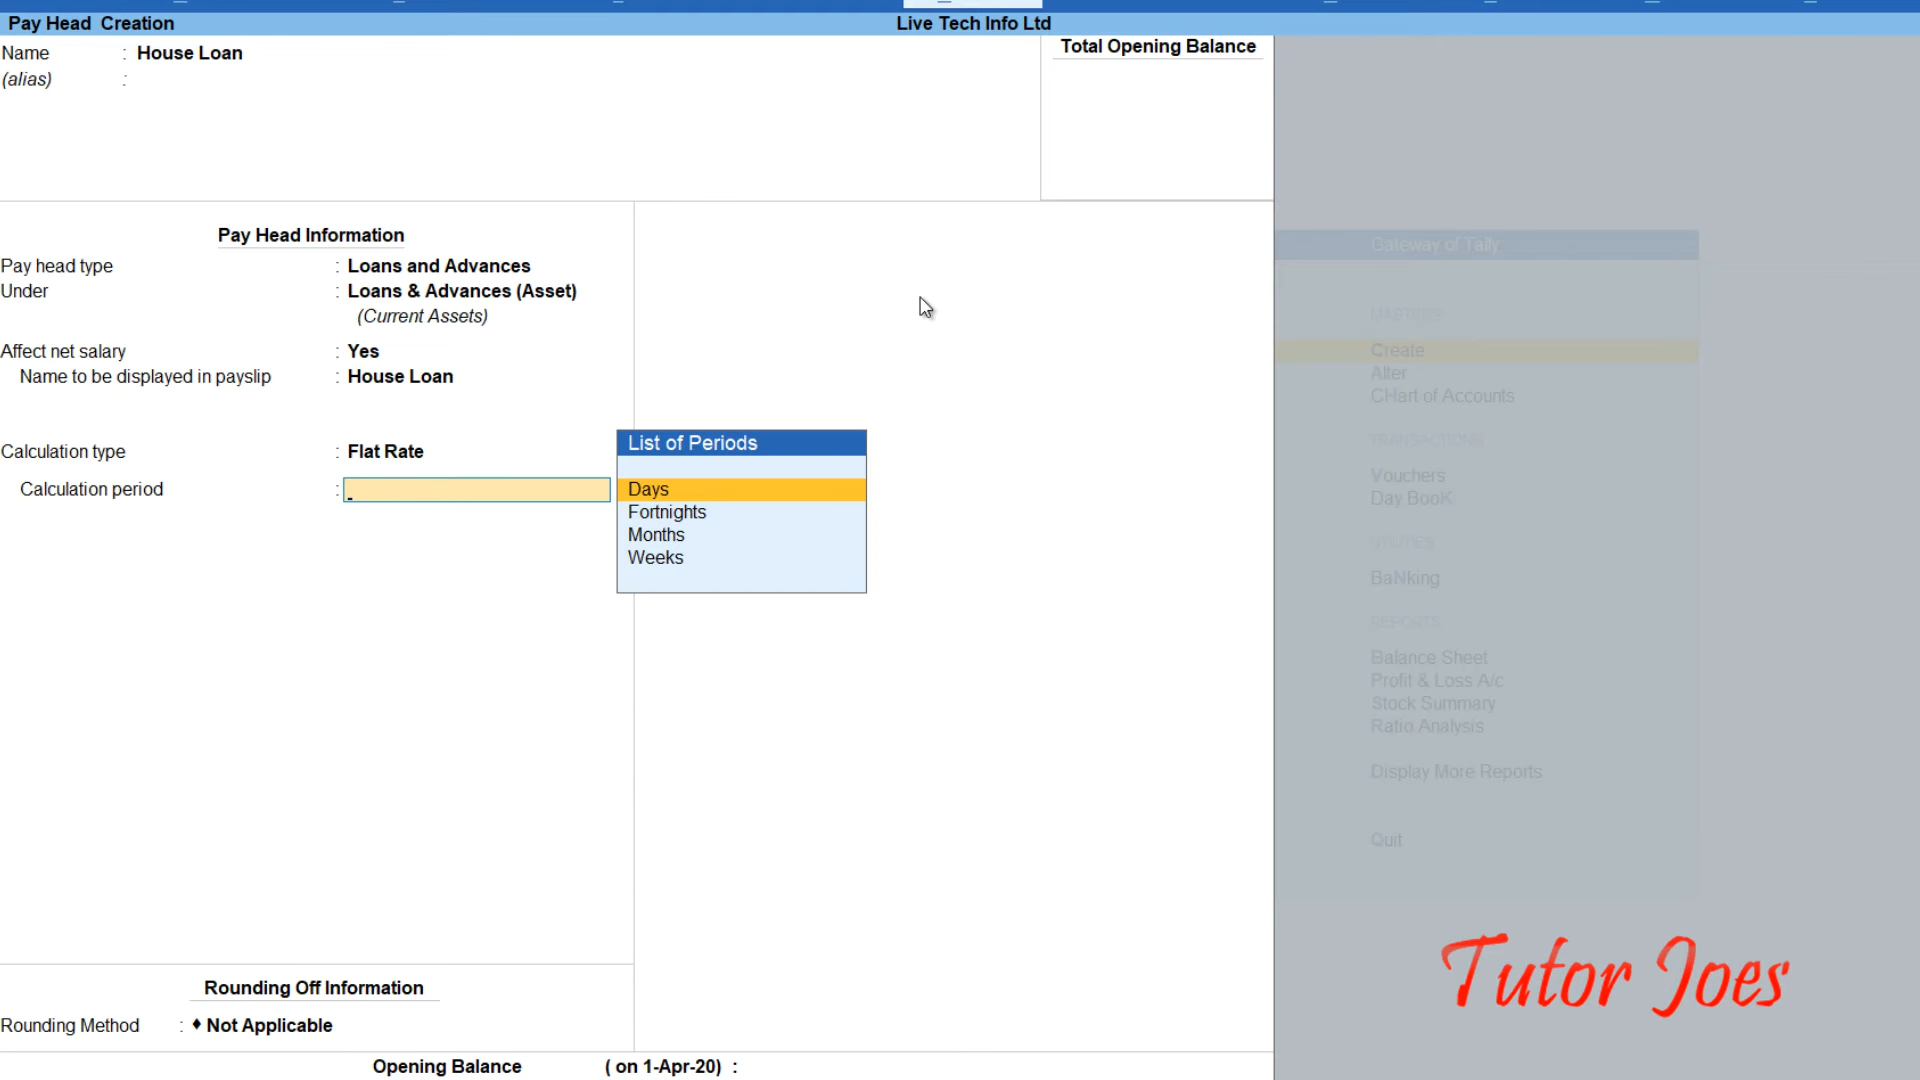 Pay Head Creation
Live Tech Info Ltd
Name : House Loan
(alias) :
Total Opening Balance
Pay Head Information
Pay head type : Loans and Advances
Under : Loans & Advances (Asset)
(Current Assets)
Affect net salary : Yes
Name to be displayed in payslip : House Loan
Calculation type : Flat Rate
Calculation period :
List of Periods
Days
Fortnights
Months
Weeks
Rounding Off Information
Rounding Method : ♦ Not Applicable
Opening Balance ( on 1-Apr-20) :
Gateway of Tally
MASTERS
Create
Alter
CHart of Accounts
TRANSACTIONS
Vouchers
Day BooK
UTILITIES
BaNking
REPORTS
Balance Sheet
Profit & Loss A/c
Stock Summary
Ratio Analysis
Display More Reports
Quit
Tutor Joes